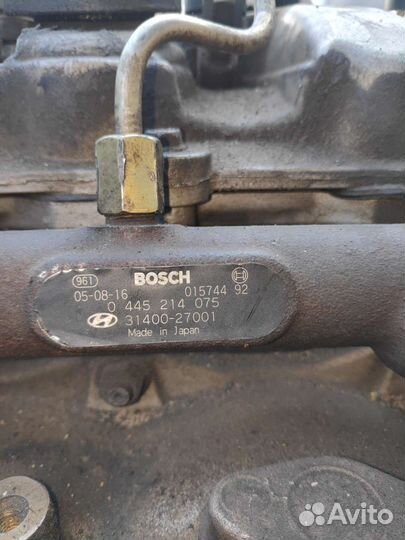 961 BOSCH
05-08-16 015744 92
0 445 214 075
31400-27001
Made in Japan
Avito